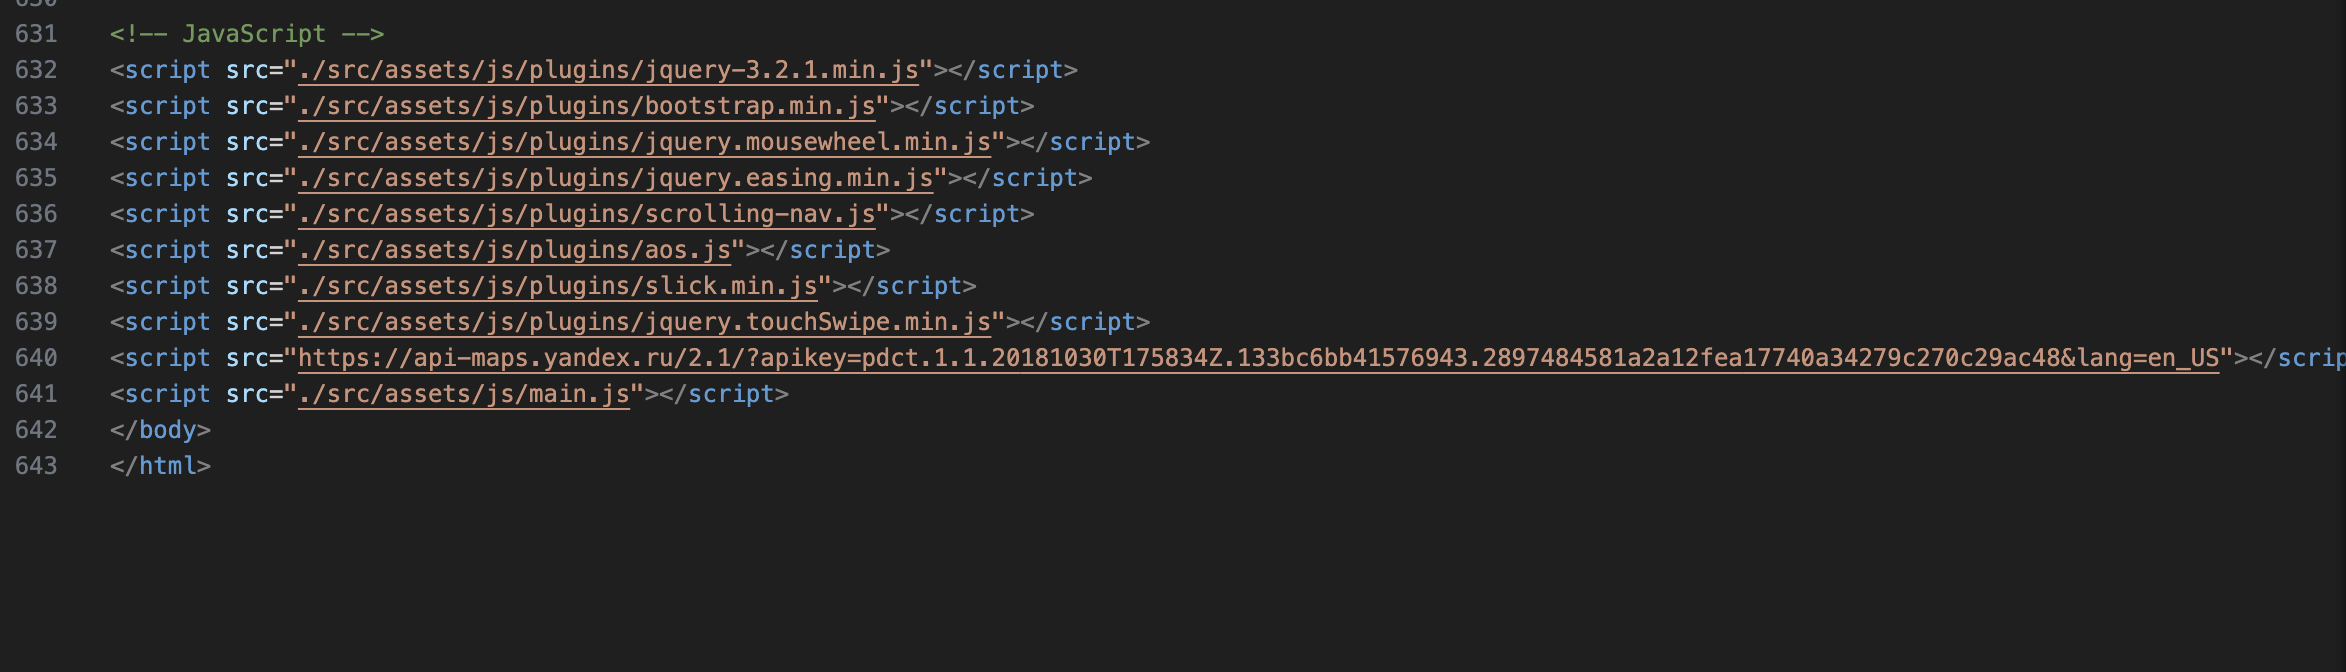 631 <!-- JavaScript -->
632 <script src="./src/assets/js/plugins/jquery-3.2.1.min.js"></script>
633 <script src="./src/assets/js/plugins/bootstrap.min.js"></script>
634 <script src="./src/assets/js/plugins/jquery.mousewheel.min.js"></script>
635 <script src="./src/assets/js/plugins/jquery.easing.min.js"></script>
636 <script src="./src/assets/js/plugins/scrolling-nav.js"></script>
637 <script src="./src/assets/js/plugins/aos.js"></script>
638 <script src="./src/assets/js/plugins/slick.min.js"></script>
639 <script src="./src/assets/js/plugins/jquery.touchSwipe.min.js"></script>
640 <script src="https://api-maps.yandex.ru/2.1/?apikey=pdct.1.1.20181030T175834Z.133bc6bb41576943.2897484581a2a12fea17740a34279c270c29ac48&lang=en_US"></scrip
641 <script src="./src/assets/js/main.js"></script>
642 </body>
643 </html>